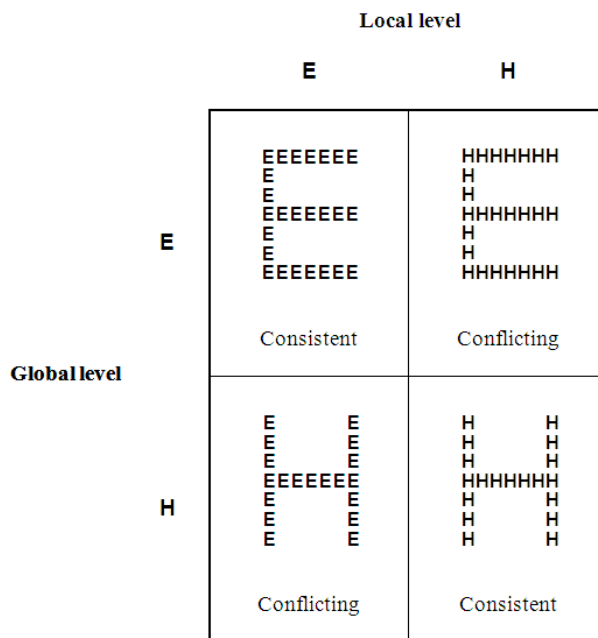 Local level
E H
EEEEEEE HHHHHHH
E H
E H
EEEEEEE HHHHHHH
E H
E E H
EEEEEEE HHHHHHH
Consistent Conflicting
Global level
E E H H
E E H H
E E H H
EEEEEEE HHHHHHH
H E E H H
E E H H
E E H H
Conflicting Consistent